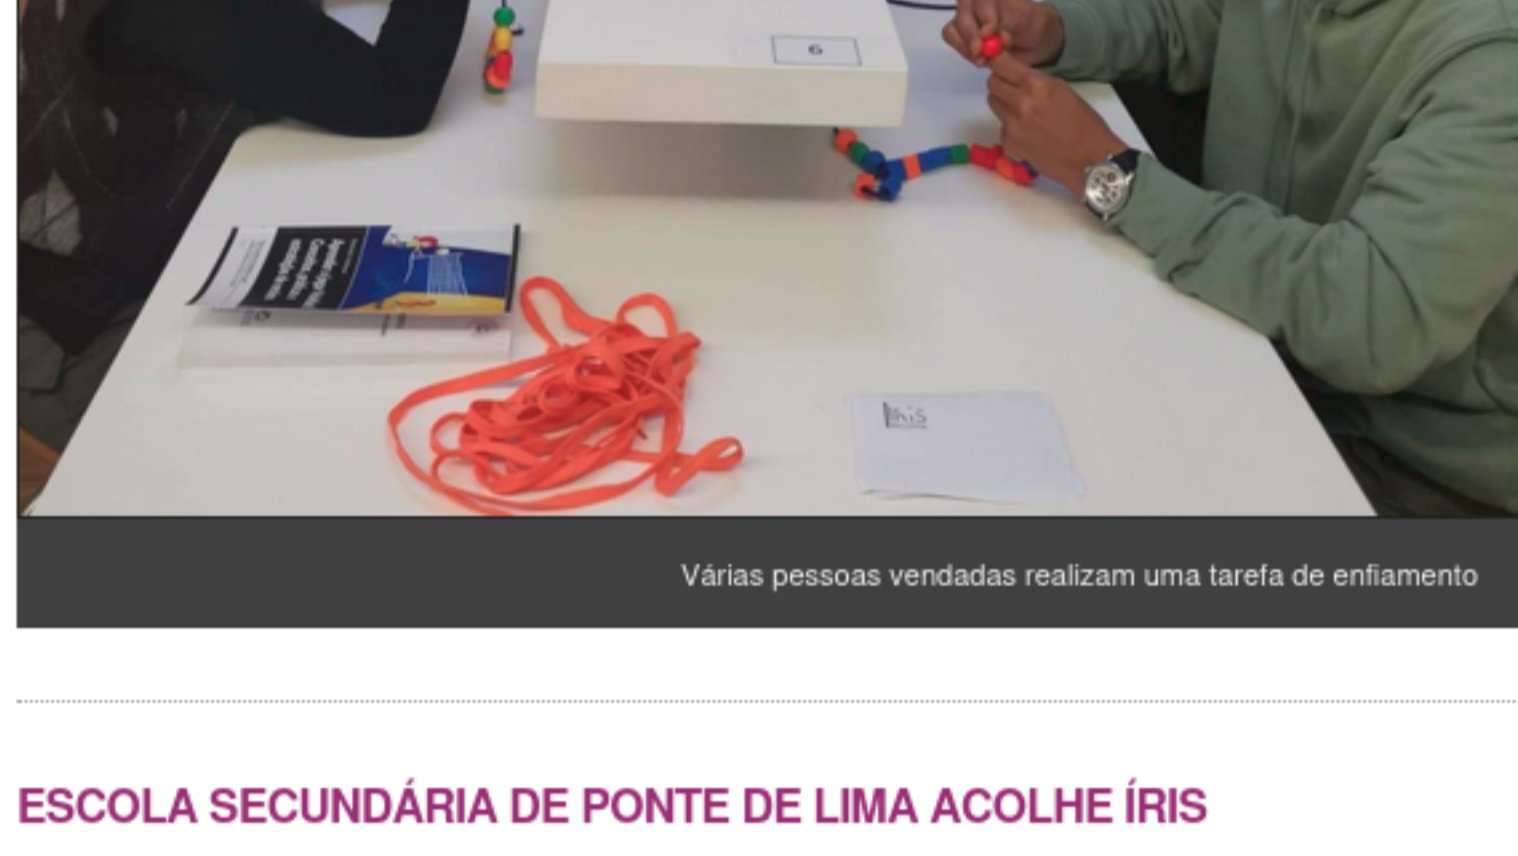 6
Íris
Várias pessoas vendadas realizam uma tarefa de enfiamento
ESCOLA SECUNDÁRIA DE PONTE DE LIMA ACOLHE ÍRIS